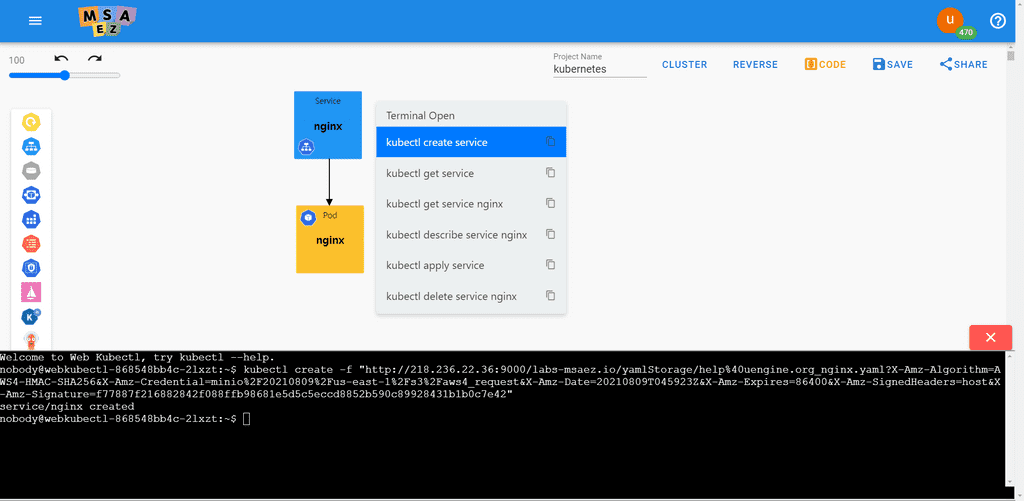 MSA
EZ
u
470
100
Project Name
kubernetes
CLUSTER
REVERSE
CODE
SAVE
SHARE
Service
nginx
Pod
nginx
Terminal Open
kubectl create service
kubectl get service
kubectl get service nginx
kubectl describe service nginx
kubectl apply service
kubectl delete service nginx
K
Welcome to Web Kubectl, try kubectl --help.
nobody@webkubectl-868548bb4c-2lxzt:~$ kubectl create -f "http://218.236.22.36:9000/labs-msaez.io/yamlStorage/help%40uengine.org_nginx.yaml?X-Amz-Algorithm=A
WS4-HMAC-SHA256&X-Amz-Credential=minio%2F20210809%2Fus-east-1%2Fs3%2Faws4_request&X-Amz-Date=20210809T045923Z&X-Amz-Expires=86400&X-Amz-SignedHeaders=host&X
-Amz-Signature=f77887f216882842f088ffb98681e5d5c5eccd8852b590c89928431b1b0c7e42"
service/nginx created
nobody@webkubectl-868548bb4c-2lxzt:~$